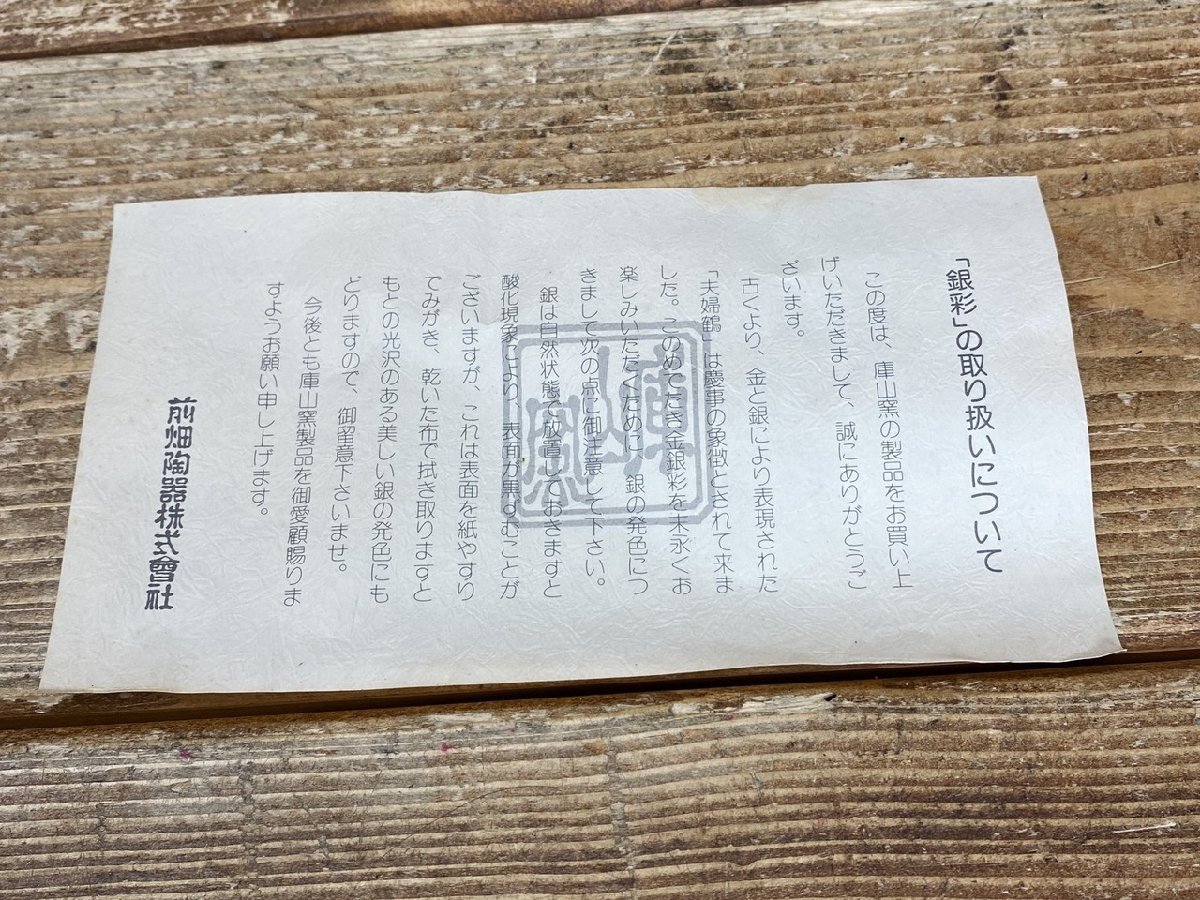 「銀彩」の取り扱いについて
この度は、庫山窯の製品をお買い上
げいただきまして、誠にありがとうご
ざいます。
古くより、金と銀により表現された
「夫婦鶴」は慶事の象徴とされて来ま
した。このめでたき金銀彩を末永くお
楽しみいただくために、銀の発色につ
きまして次の点に御注意して下さい。
銀は自然状態で放置しておきますと
酸化現象により、表面が黒ずむことが
ございますが、これは表面を紙やすり
でみがき、乾いた布で拭き取りますと
もとの光沢のある美しい銀の発色にも
どりますので、御留意下さいませ。
今後とも庫山窯製品を御愛顧賜りま
すようお願い申し上げます。
前畑陶器株式會社
庫山窯